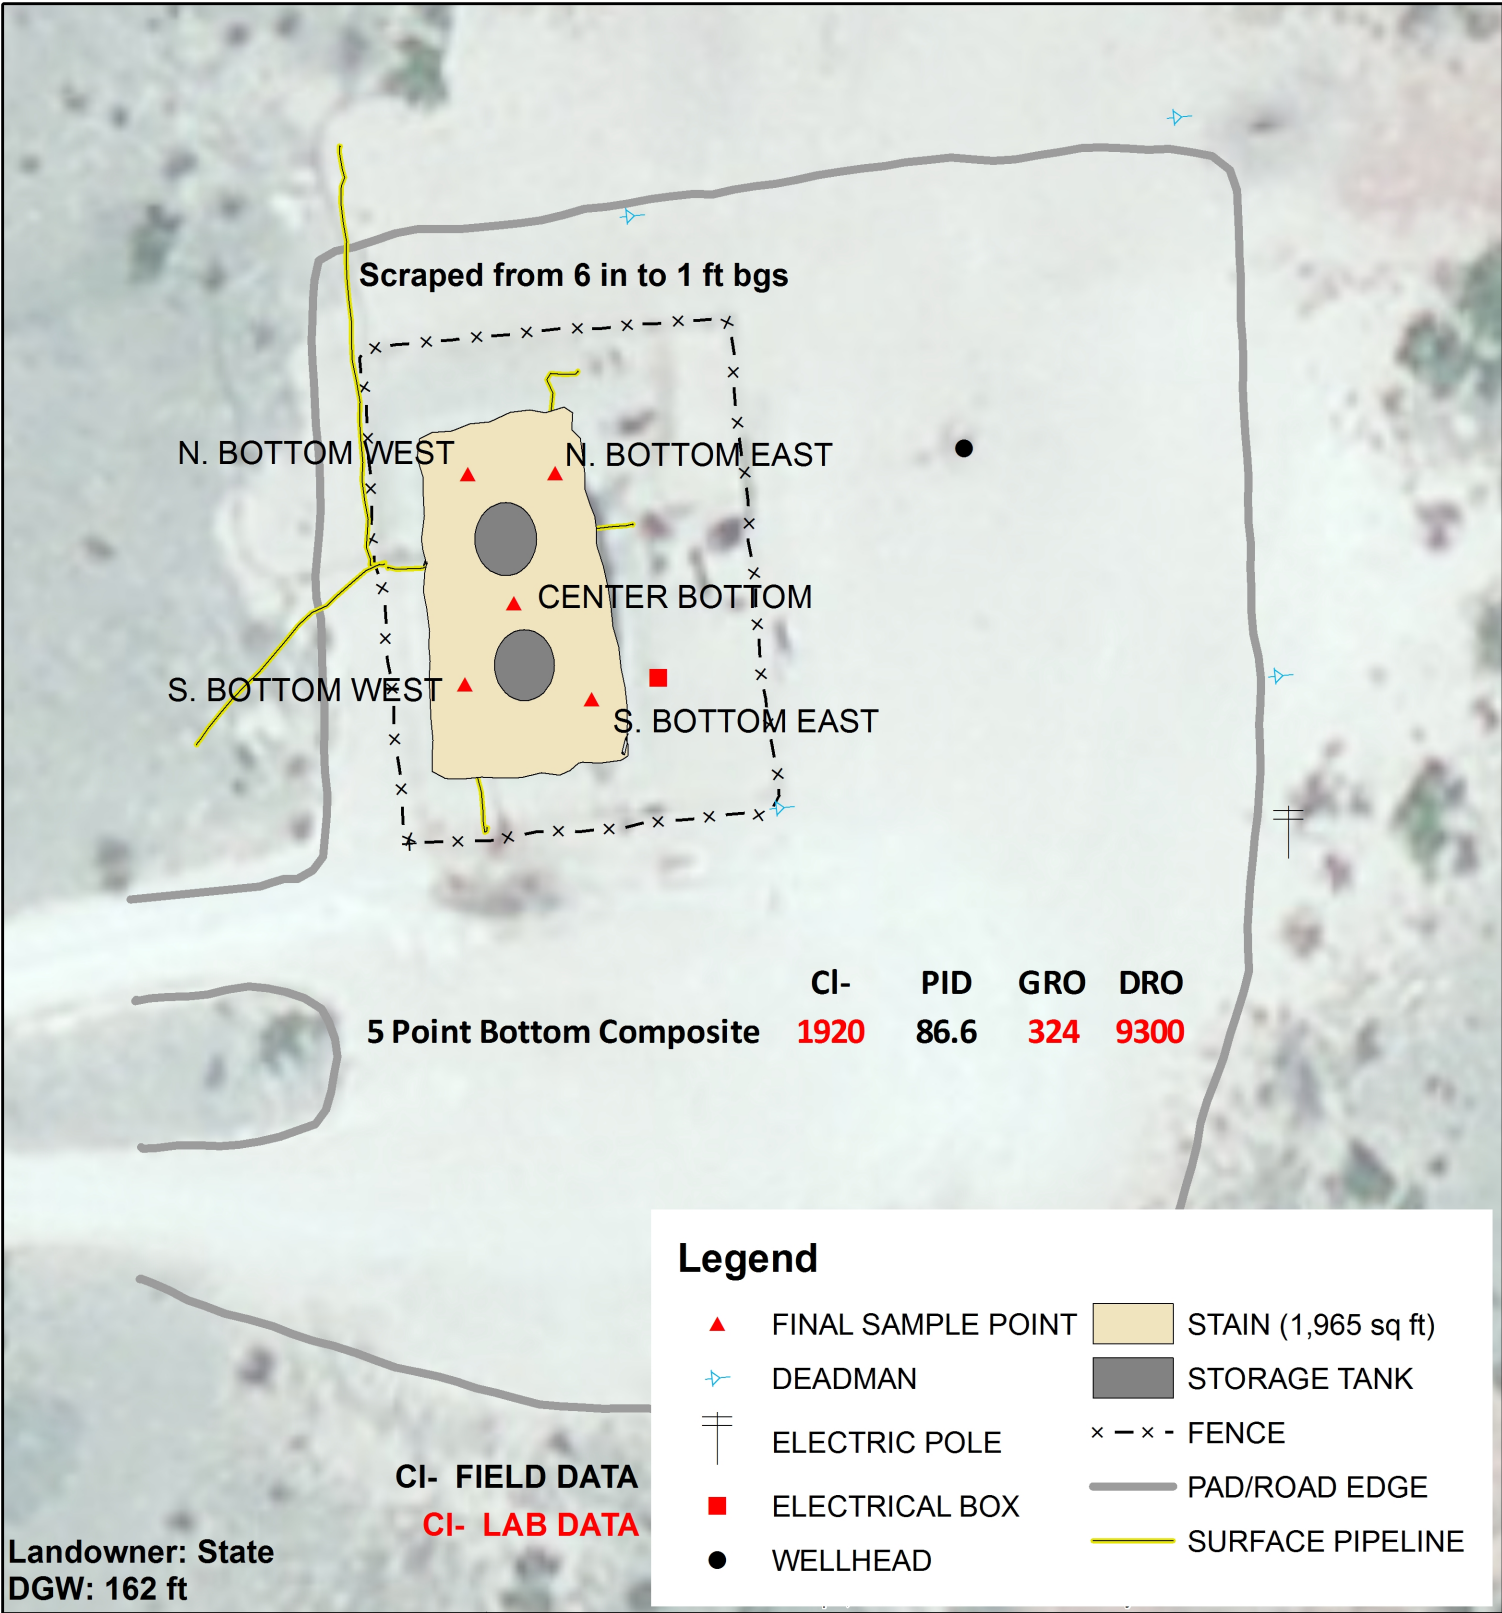 Scraped from 6 in to 1 ft bgs
N. BOTTOM WEST
N. BOTTOM EAST
CENTER BOTTOM
S. BOTTOM WEST
S. BOTTOM EAST
Cl- PID GRO DRO
5 Point Bottom Composite 1920 86.6 324 9300
Legend
FINAL SAMPLE POINT
DEADMAN
ELECTRIC POLE
ELECTRICAL BOX
WELLHEAD
STAIN (1,965 sq ft)
STORAGE TANK
FENCE
PAD/ROAD EDGE
SURFACE PIPELINE
Cl- FIELD DATA
Cl- LAB DATA
Landowner: State
DGW: 162 ft